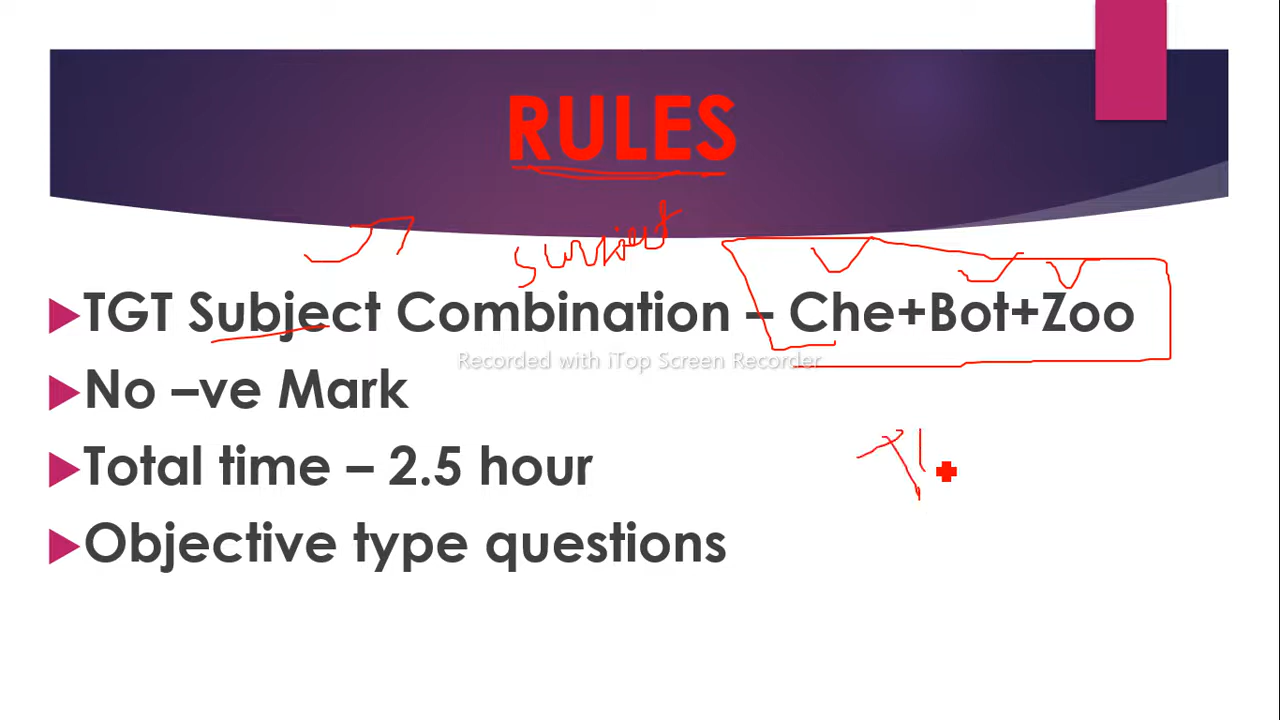 RULES
TGT Subject Combination – Che+Bot+Zoo
Recorded with iTop Screen Recorder
No –ve Mark
Total time – 2.5 hour
Objective type questions